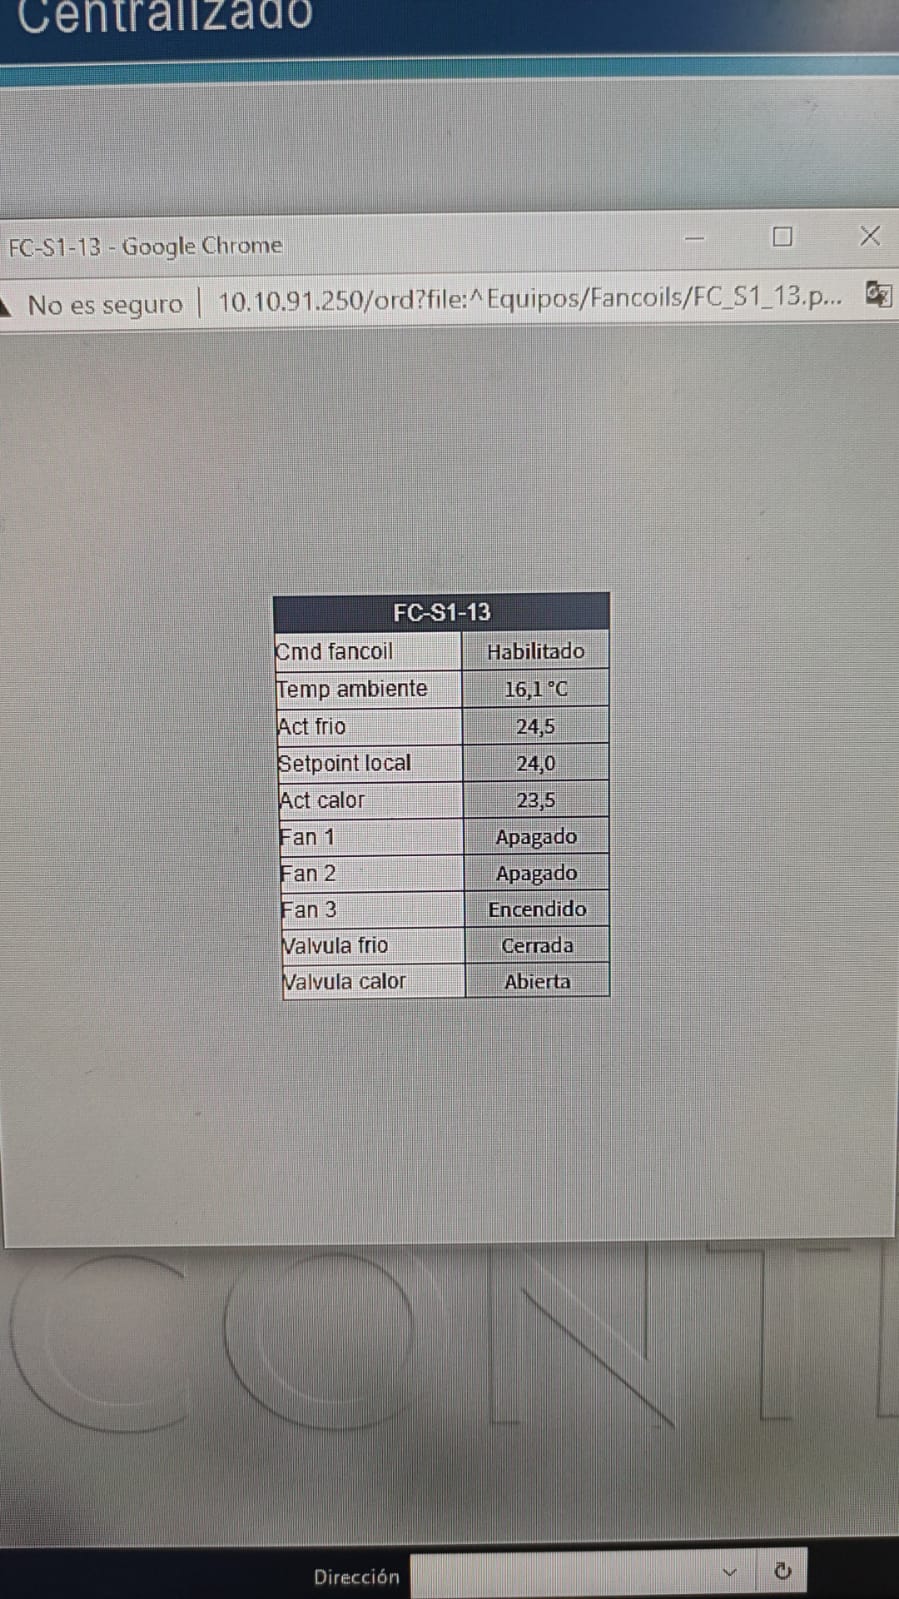 Centralizado
FC-S1-13 - Google Chrome
No es seguro | 10.10.91.250/ord?file:^Equipos/Fancoils/FC_S1_13.p...
FC-S1-13
Cmd fancoil Habilitado
Temp ambiente 16,1 °C
Act frio 24,5
Setpoint local 24,0
Act calor 23,5
Fan 1 Apagado
Fan 2 Apagado
Fan 3 Encendido
Valvula frio Cerrada
Valvula calor Abierta
CONT
Dirección